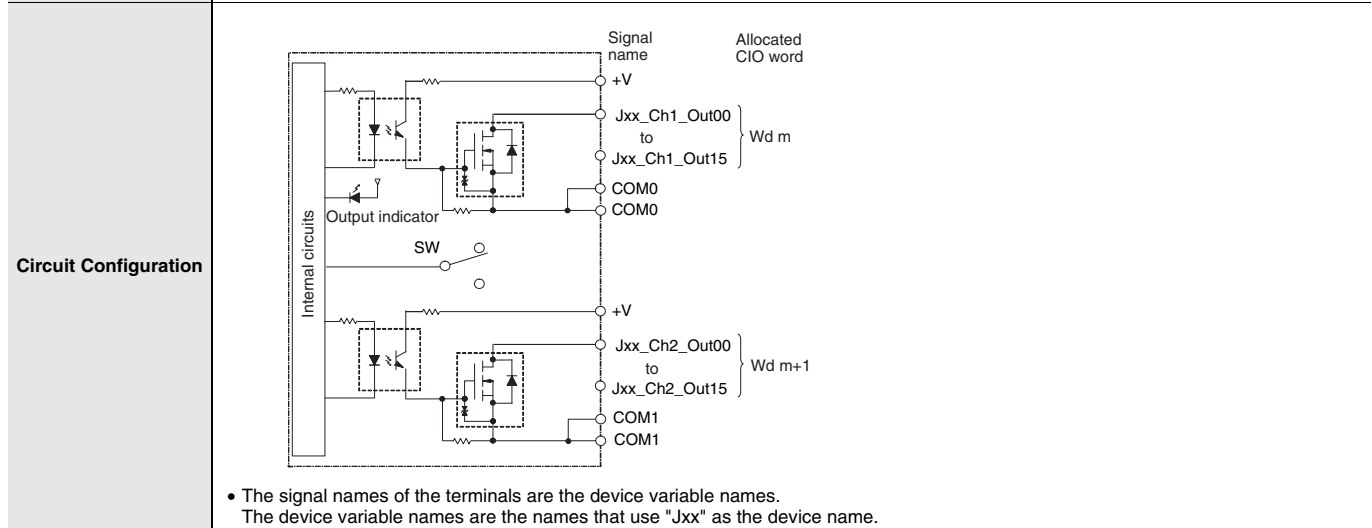 Circuit Configuration
Signal name
Allocated CIO word
+V
Jxx_Ch1_Out00
to
Jxx_Ch1_Out15
Wd m
COM0
COM0
Output indicator
Internal circuits
SW
+V
Jxx_Ch2_Out00
to
Jxx_Ch2_Out15
Wd m+1
COM1
COM1
• The signal names of the terminals are the device variable names.
The device variable names are the names that use "Jxx" as the device name.